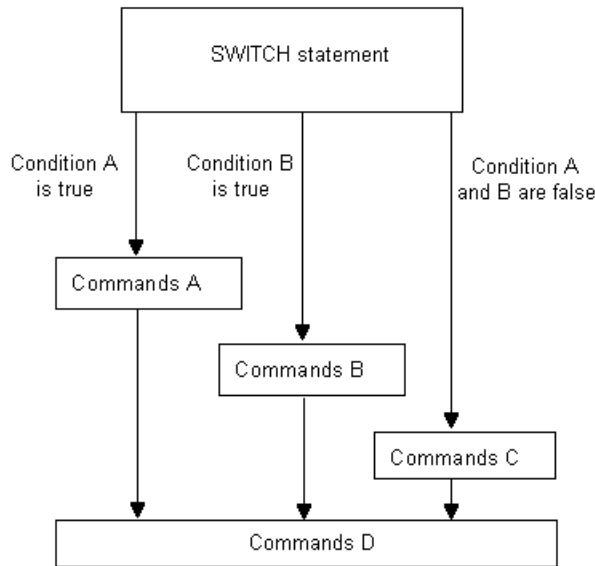 SWITCH statement
Condition A
is true
Condition B
is true
Condition A
and B are false
Commands A
Commands B
Commands C
Commands D